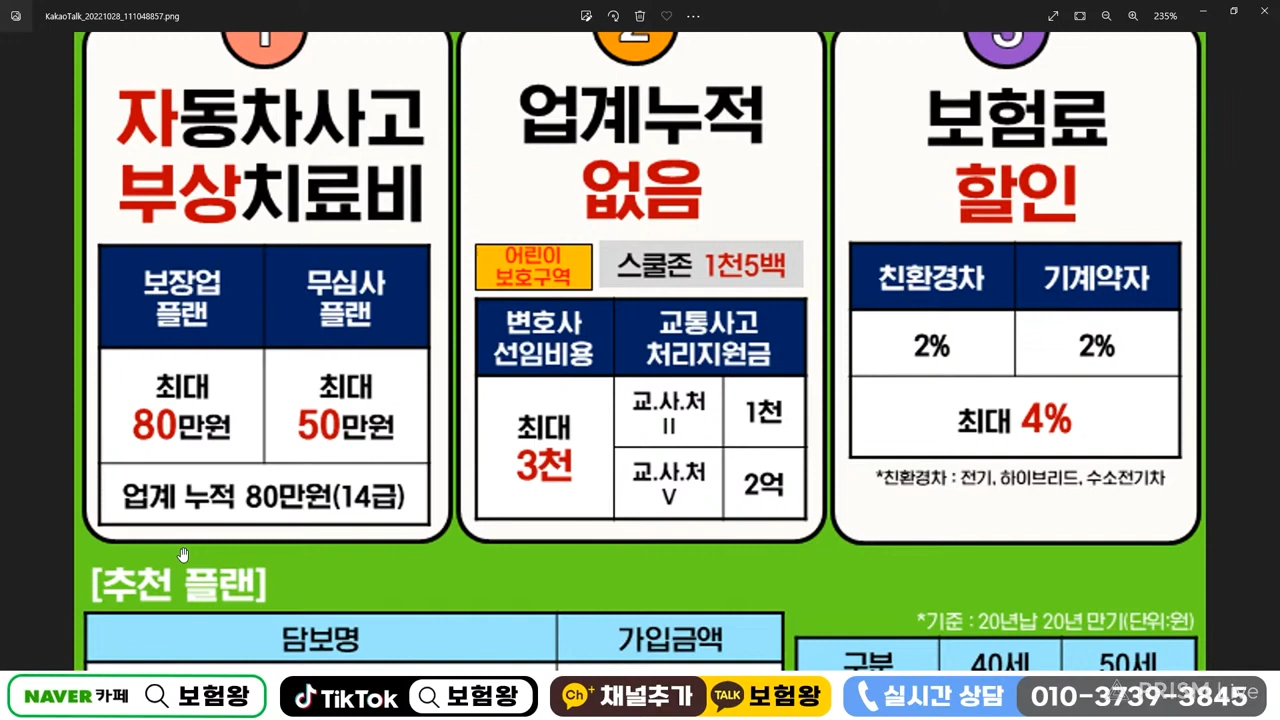 KakaoTalk_20221028_111048857.png
235%
1
자동차사고
부상치료비
보장업
플랜
무심사
플랜
최대
80만원
최대
50만원
업계 누적 80만원(14급)
2
업계누적
없음
어린이
보호구역
스쿨존 1천5백
변호사
선임비용
교통사고
처리지원금
최대
3천
교.사.처
II
1천
교.사.처
V
2억
3
보험료
할인
친환경차
기계약자
2%
2%
최대 4%
*친환경차 : 전기, 하이브리드, 수소전기차
[추천 플랜]
담보명
가입금액
*기준 : 20년납 20년 만기(단위:원)
구분
40세
50세
NAVER 카페
보험왕
TikTok
보험왕
Ch+
채널추가
TALK
보험왕
실시간 상담
010-3739-3845
PRISM Live